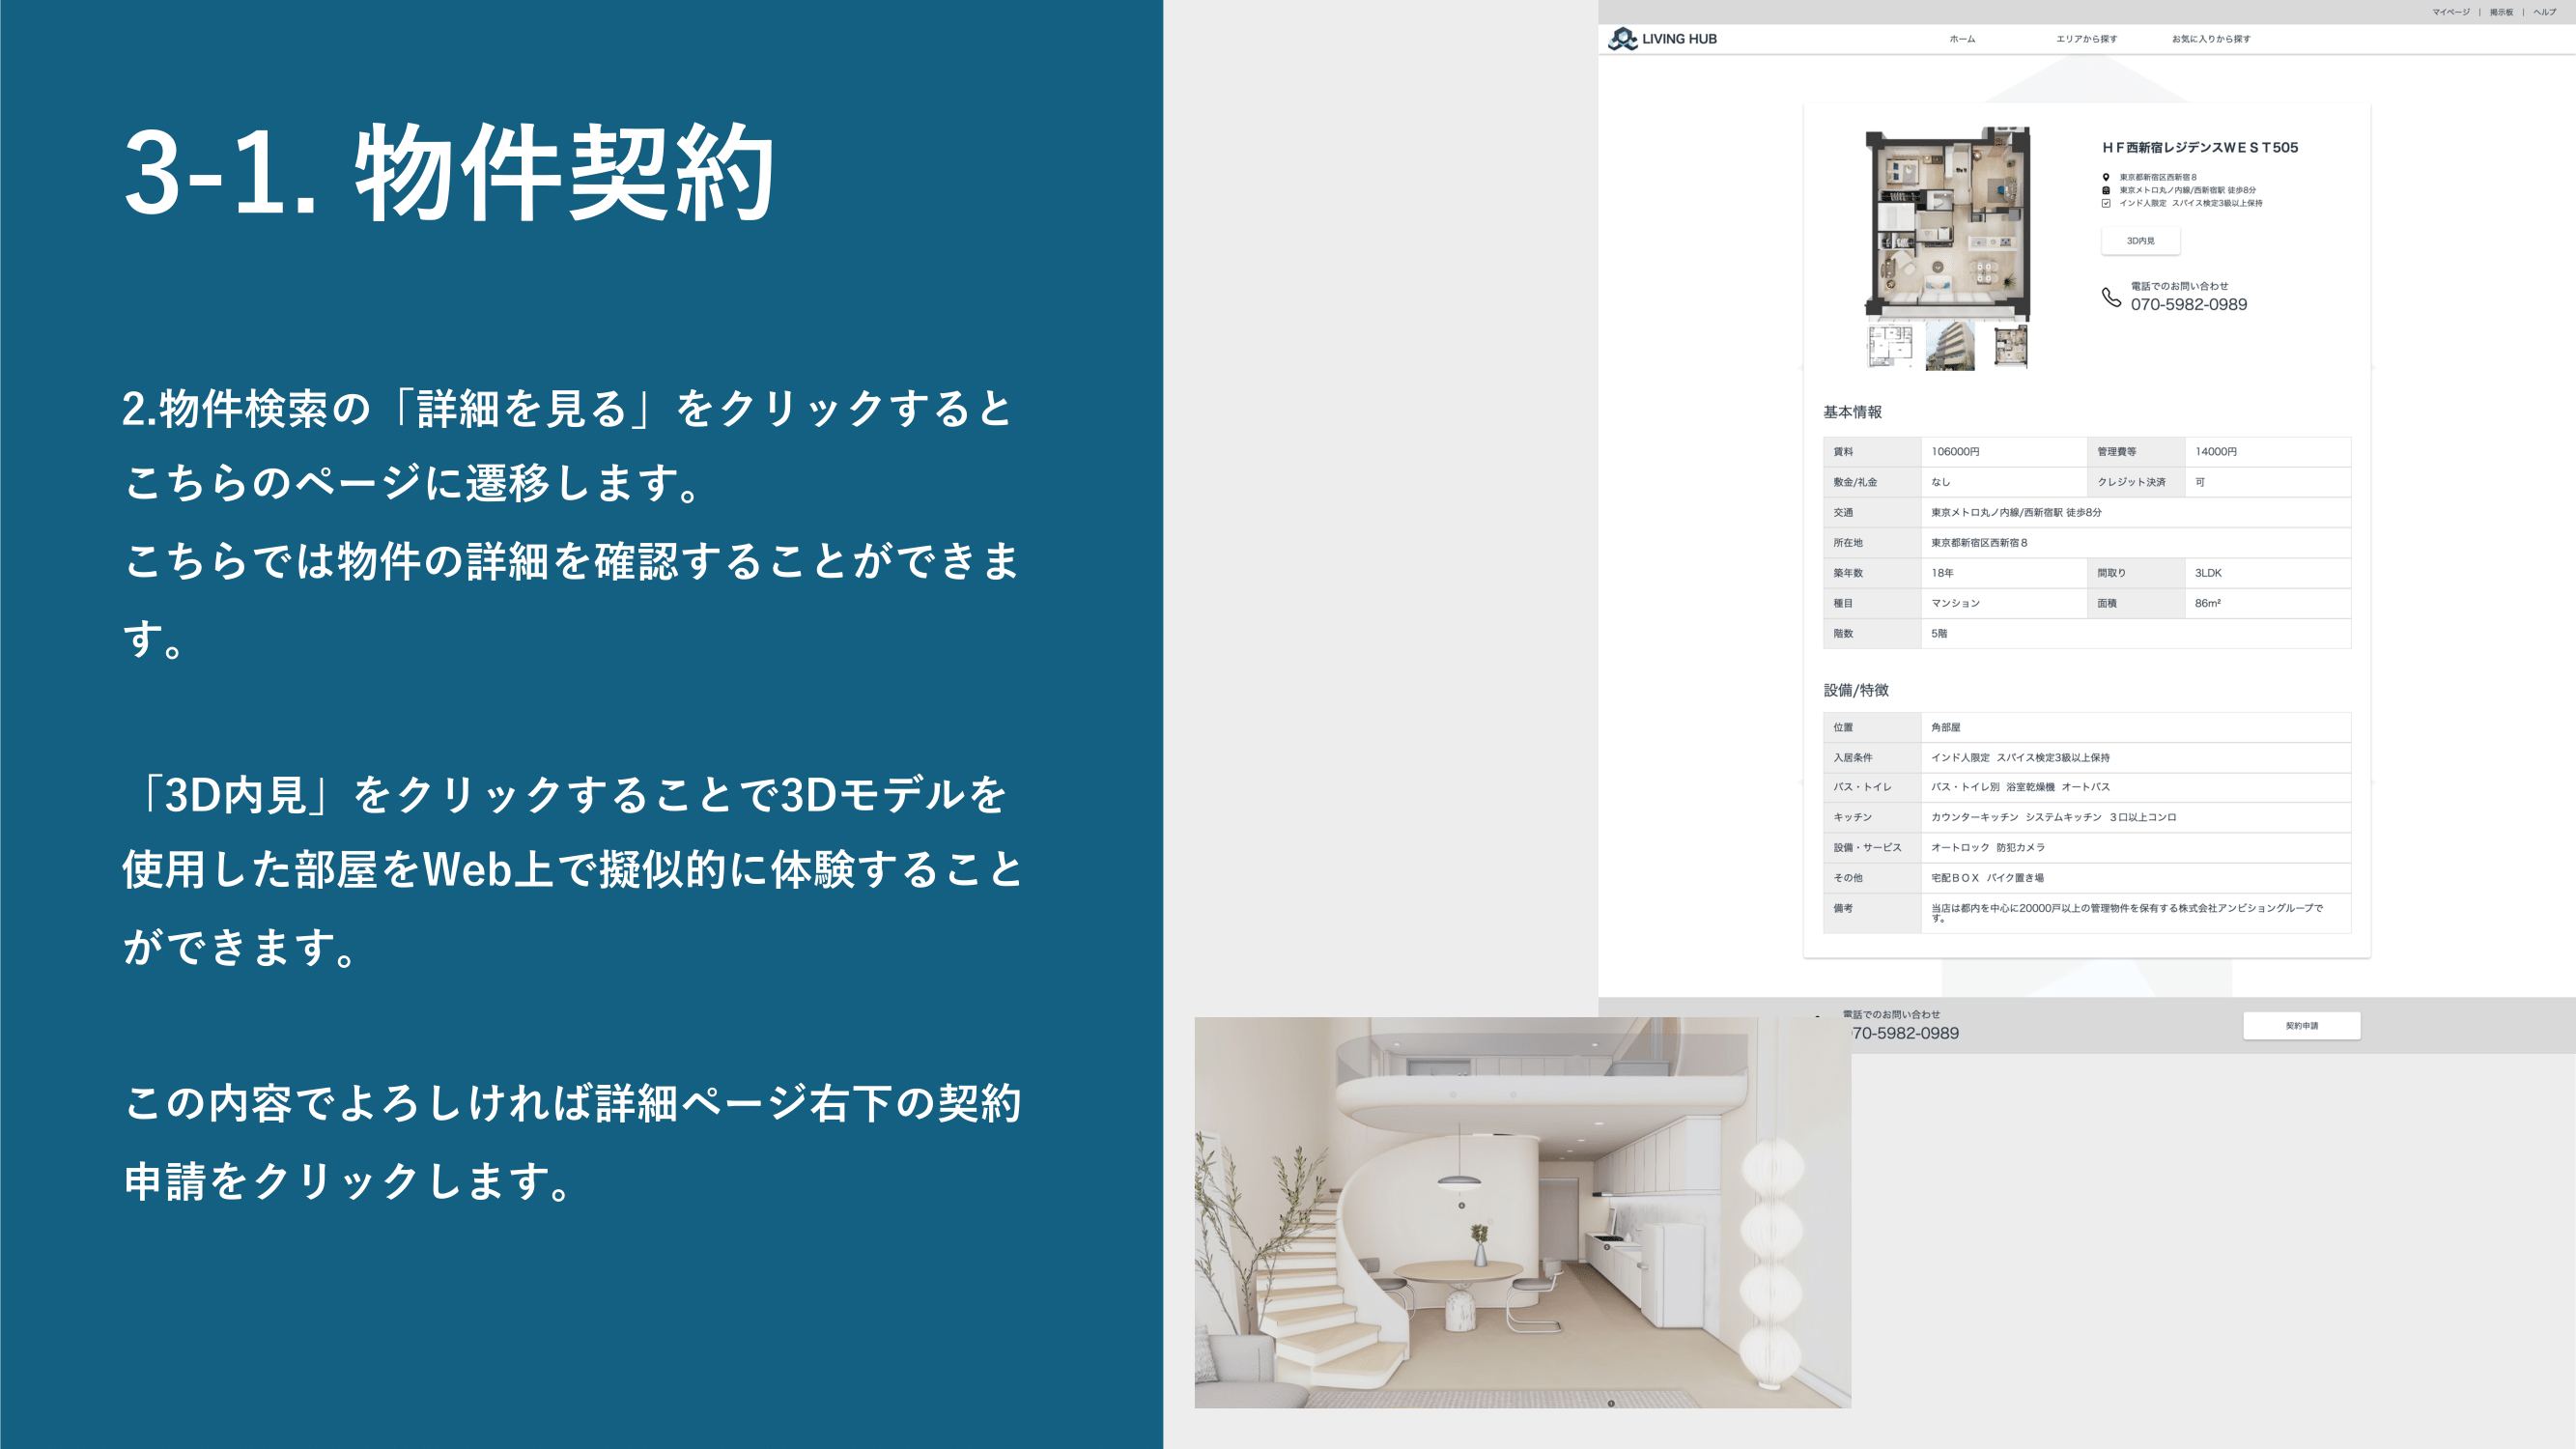 3-1. 物件契約
2.物件検索の「詳細を見る」をクリックすると
こちらのページに遷移します。
こちらでは物件の詳細を確認することができま
す。
「3D内見」をクリックすることで3Dモデルを
使用した部屋をWeb上で擬似的に体験すること
ができます。
この内容でよろしければ詳細ページ右下の契約
申請をクリックします。
マイページ | 掲示板 | ヘルプ
LIVING HUB ホーム エリアから探す お気に入りから探す
HF西新宿レジデンスWEST505
東京都新宿区西新宿8
東京メトロ丸ノ内線/西新宿駅 徒歩8分
インド人限定 スパイス検定3級以上保持
3D内見
電話でのお問い合わせ
070-5982-0989
基本情報
賃料 106000円 管理費等 14000円
敷金/礼金 なし クレジット決済 可
交通 東京メトロ丸ノ内線/西新宿駅 徒歩8分
所在地 東京都新宿区西新宿8
築年数 18年 間取り 3LDK
種目 マンション 面積 86m²
階数 5階
設備/特徴
位置 角部屋
入居条件 インド人限定 スパイス検定3級以上保持
バス・トイレ バス・トイレ別 浴室乾燥機 オートバス
キッチン カウンターキッチン システムキッチン 3口以上コンロ
設備・サービス オートロック 防犯カメラ
その他 宅配BOX バイク置き場
備考 当店は都内を中心に20000戸以上の管理物件を保有する株式会社アンビショングループで
す。
電話でのお問い合わせ
70-5982-0989
契約申請